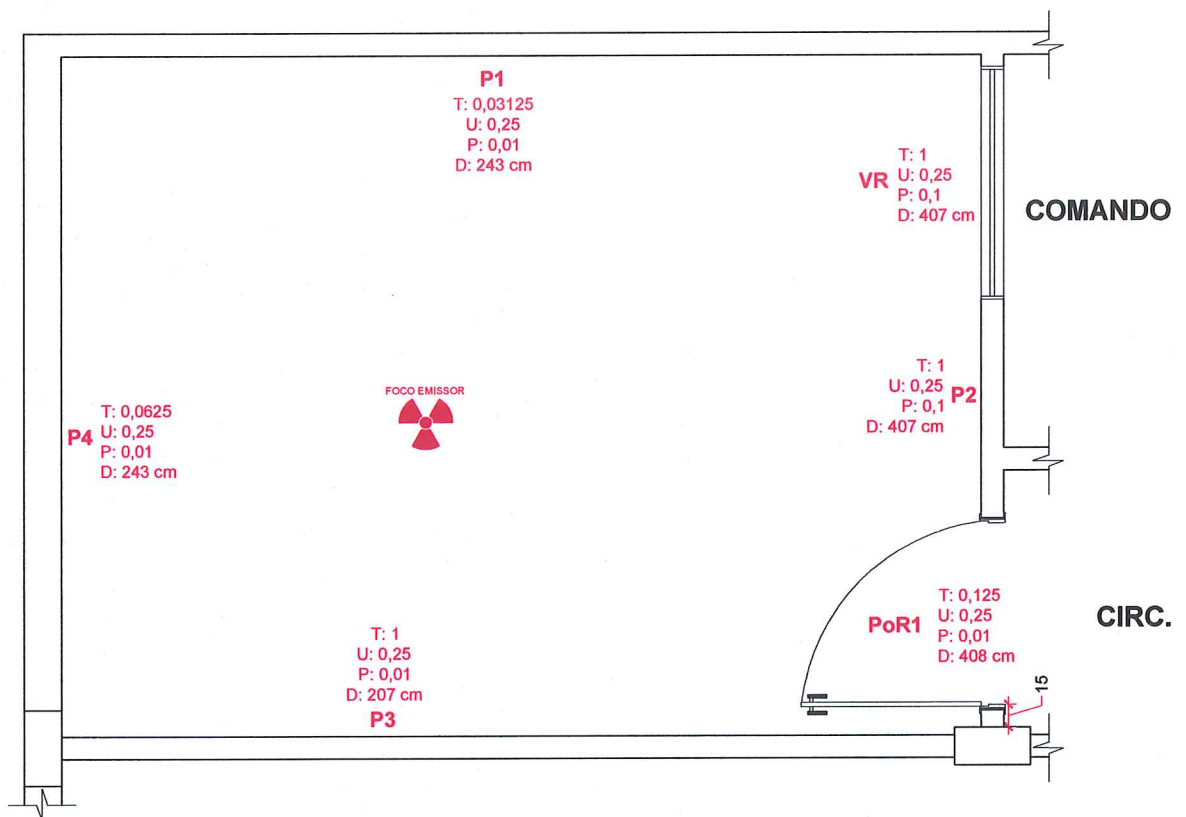 P1
T: 0,03125
U: 0,25
P: 0,01
D: 243 cm
VR
T: 1
U: 0,25
P: 0,1
D: 407 cm
COMANDO
FOCO EMISSOR
P4
T: 0,0625
U: 0,25
P: 0,01
D: 243 cm
T: 1
U: 0,25
P: 0,1
D: 407 cm
P2
PoR1
T: 0,125
U: 0,25
P: 0,01
D: 408 cm
CIRC.
15
T: 1
U: 0,25
P: 0,01
D: 207 cm
P3